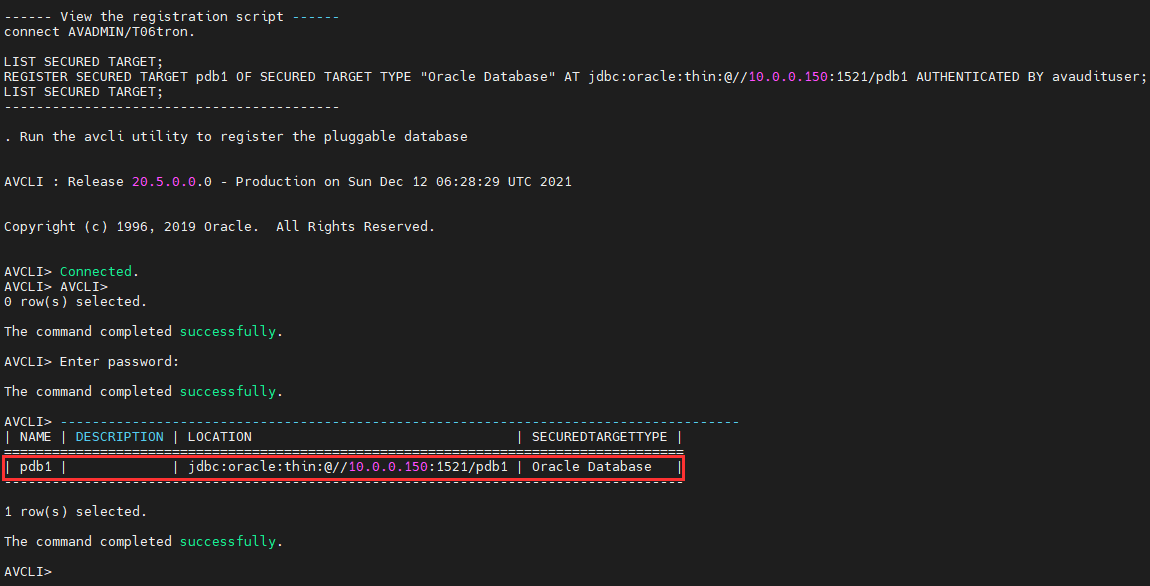 ------ View the registration script ------
connect AVADMIN/T06tron.
LIST SECURED TARGET;
REGISTER SECURED TARGET pdb1 OF SECURED TARGET TYPE "Oracle Database" AT jdbc:oracle:thin:@//10.0.0.150:1521/pdb1 AUTHENTICATED BY avaudituser;
LIST SECURED TARGET;
------------------------------------------
. Run the avcli utility to register the pluggable database
AVCLI : Release 20.5.0.0.0 - Production on Sun Dec 12 06:28:29 UTC 2021
Copyright (c) 1996, 2019 Oracle.  All Rights Reserved.
AVCLI> Connected.
AVCLI> AVCLI>
0 row(s) selected.
The command completed successfully.
AVCLI> Enter password:
The command completed successfully.
AVCLI> -------------------------------------------------------------------------------------
| NAME | DESCRIPTION | LOCATION                                 | SECUREDTARGETTYPE |
=====================================================================================
| pdb1 |             | jdbc:oracle:thin:@//10.0.0.150:1521/pdb1 | Oracle Database   |
-------------------------------------------------------------------------------------
1 row(s) selected.
The command completed successfully.
AVCLI>